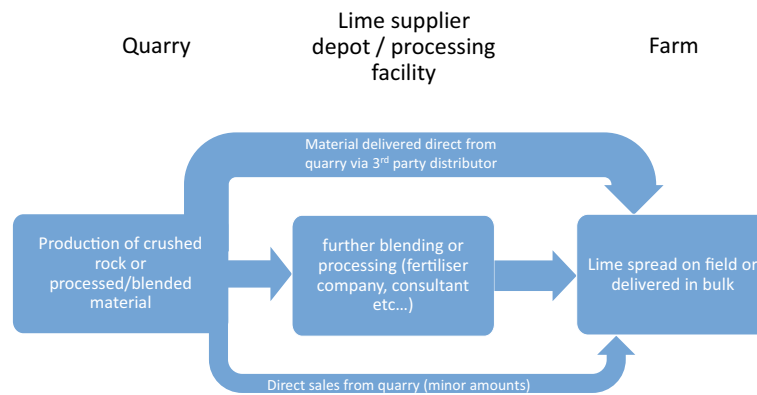 Quarry
Lime supplier
depot / processing
facility
Farm
Material delivered direct from
quarry via 3rd party distributor
Production of crushed
rock or
processed/blended
material
further blending or
processing (fertiliser
company, consultant
etc...)
Lime spread on field or
delivered in bulk
Direct sales from quarry (minor amounts)